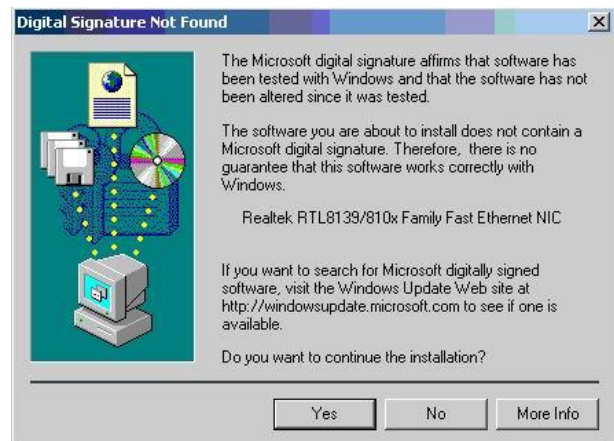 Digital Signature Not Found
The Microsoft digital signature affirms that software has
been tested with Windows and that the software has not
been altered since it was tested.
The software you are about to install does not contain a
Microsoft digital signature. Therefore, there is no
guarantee that this software works correctly with
Windows.
Realtek RTL8139/810x Family Fast Ethernet NIC
If you want to search for Microsoft digitally signed
software, visit the Windows Update Web site at
http://windowsupdate.microsoft.com to see if one is
available.
Do you want to continue the installation?
Yes No More Info